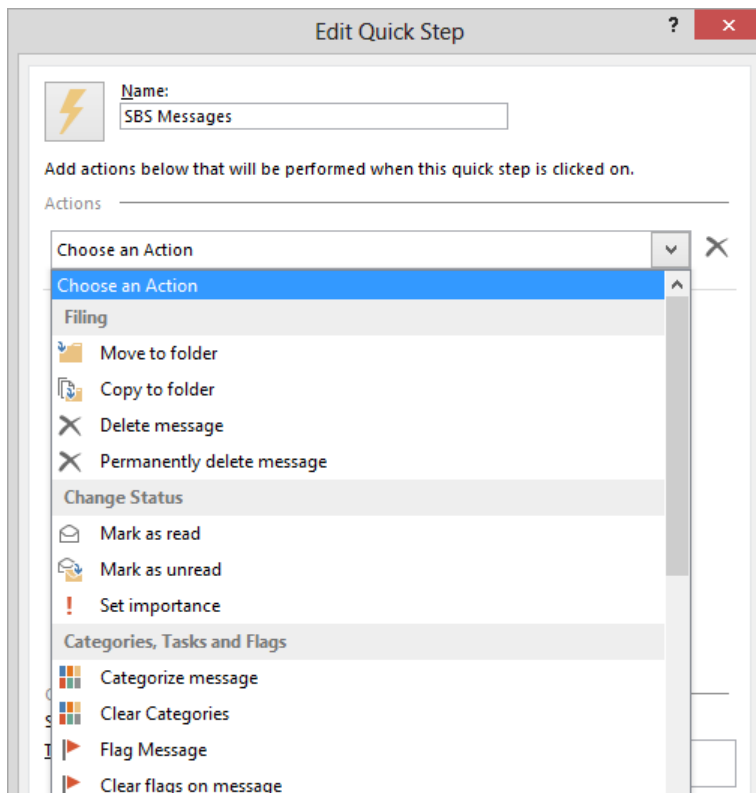 Edit Quick Step
?
Name:
SBS Messages
Add actions below that will be performed when this quick step is clicked on.
Actions
Choose an Action
Choose an Action
Filing
Move to folder
Copy to folder
Delete message
Permanently delete message
Change Status
Mark as read
Mark as unread
Set importance
Categories, Tasks and Flags
Categorize message
Clear Categories
Flag Message
Clear flags on message